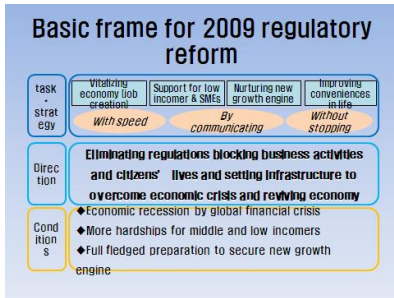 Basic frame for 2009 regulatory
reform
task
·
strat
egy
Vitalizing
economy (job
creation)
Support for low
incomer & SMEs
Nurturing new
growth engine
Improving
conveniences
in life
With speed
By
communicating
Without
stopping
Direc
tion
Eliminating regulations blocking business activities
and citizens' lives and setting infrastructure to
overcome economic crisis and reviving economy
Cond
ition
s
◆Economic recession by global financial crisis
◆More hardships for middle and low incomers
◆Full fledged preparation to secure new growth
engine